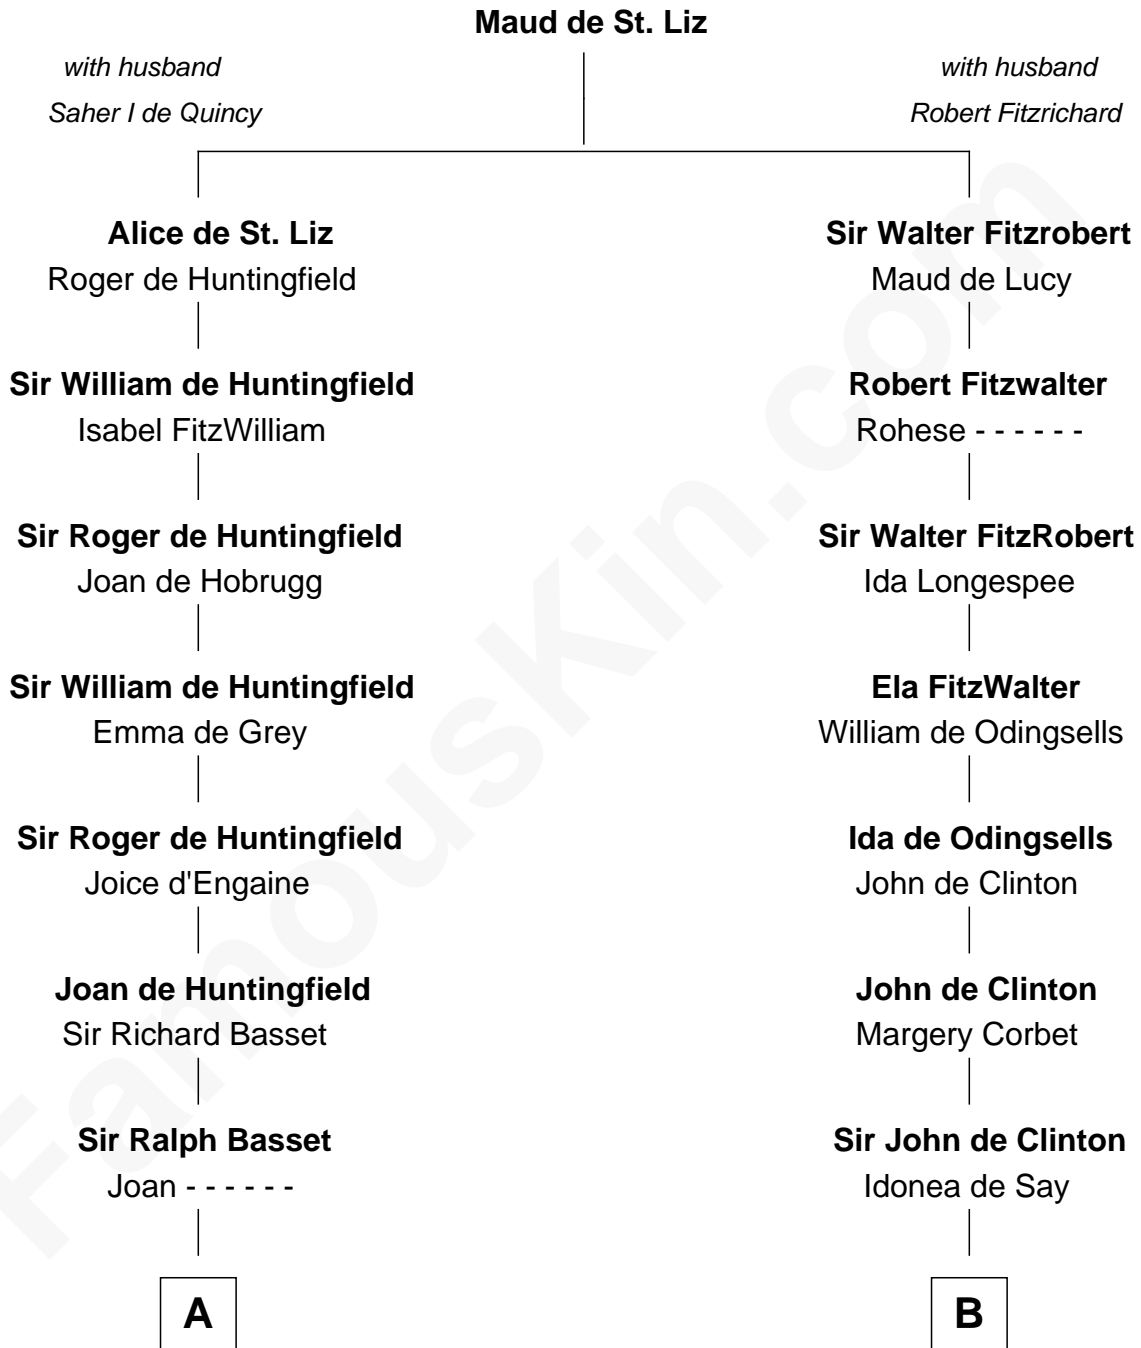 Maud de St. Liz
with husband
Saher I de Quincy
with husband
Robert Fitzrichard
Alice de St. Liz
Roger de Huntingfield
Sir Walter Fitzrobert
Maud de Lucy
Sir William de Huntingfield
Isabel FitzWilliam
Robert Fitzwalter
Rohese - - - - - -
Sir Roger de Huntingfield
Joan de Hobrugg
Sir Walter FitzRobert
Ida Longespee
Sir William de Huntingfield
Emma de Grey
Ela FitzWalter
William de Odingsells
Sir Roger de Huntingfield
Joice d'Engaine
Ida de Odingsells
John de Clinton
Joan de Huntingfield
Sir Richard Basset
John de Clinton
Margery Corbet
Sir Ralph Basset
Joan - - - - - -
Sir John de Clinton
Idonea de Say
A
B
FamousKin.com